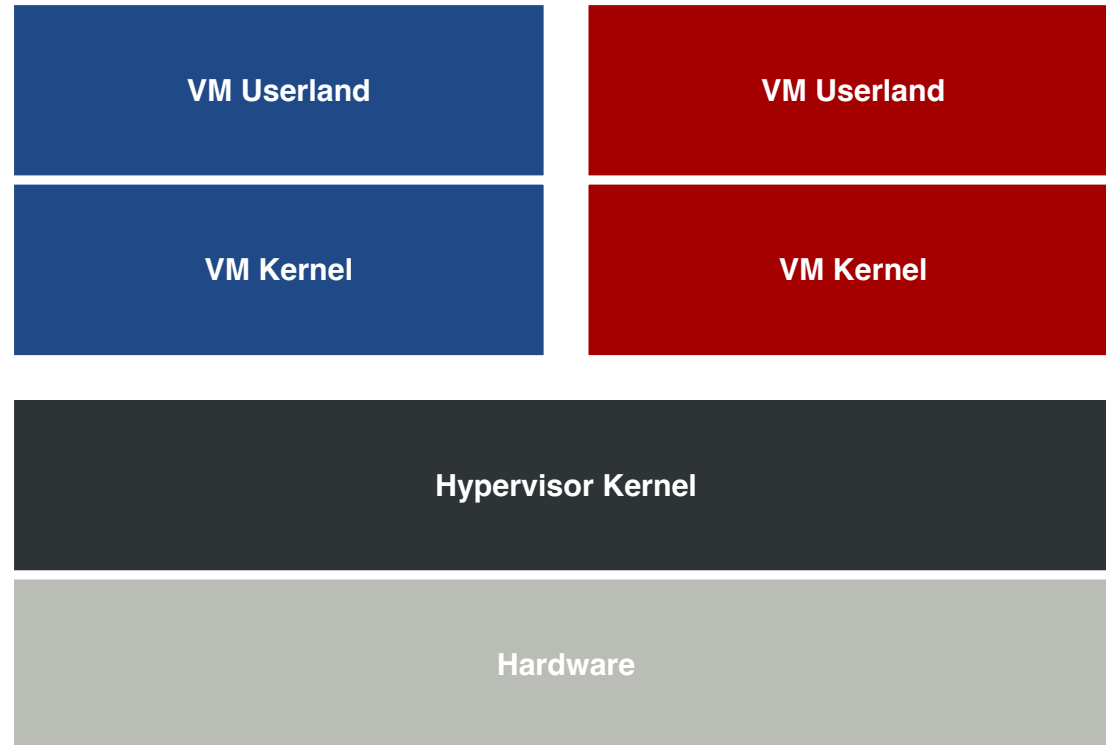 VM Userland
VM Userland
VM Kernel
VM Kernel
Hypervisor Kernel
Hardware